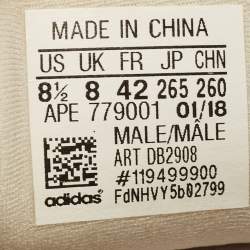 MADE IN CHINA
US UK FR JP CHN
8½ 8 42 265 260
APE 779001 01/18
MALE/MÂLE
ART DB2908
#119499900
adidas FdNHVY5b02799